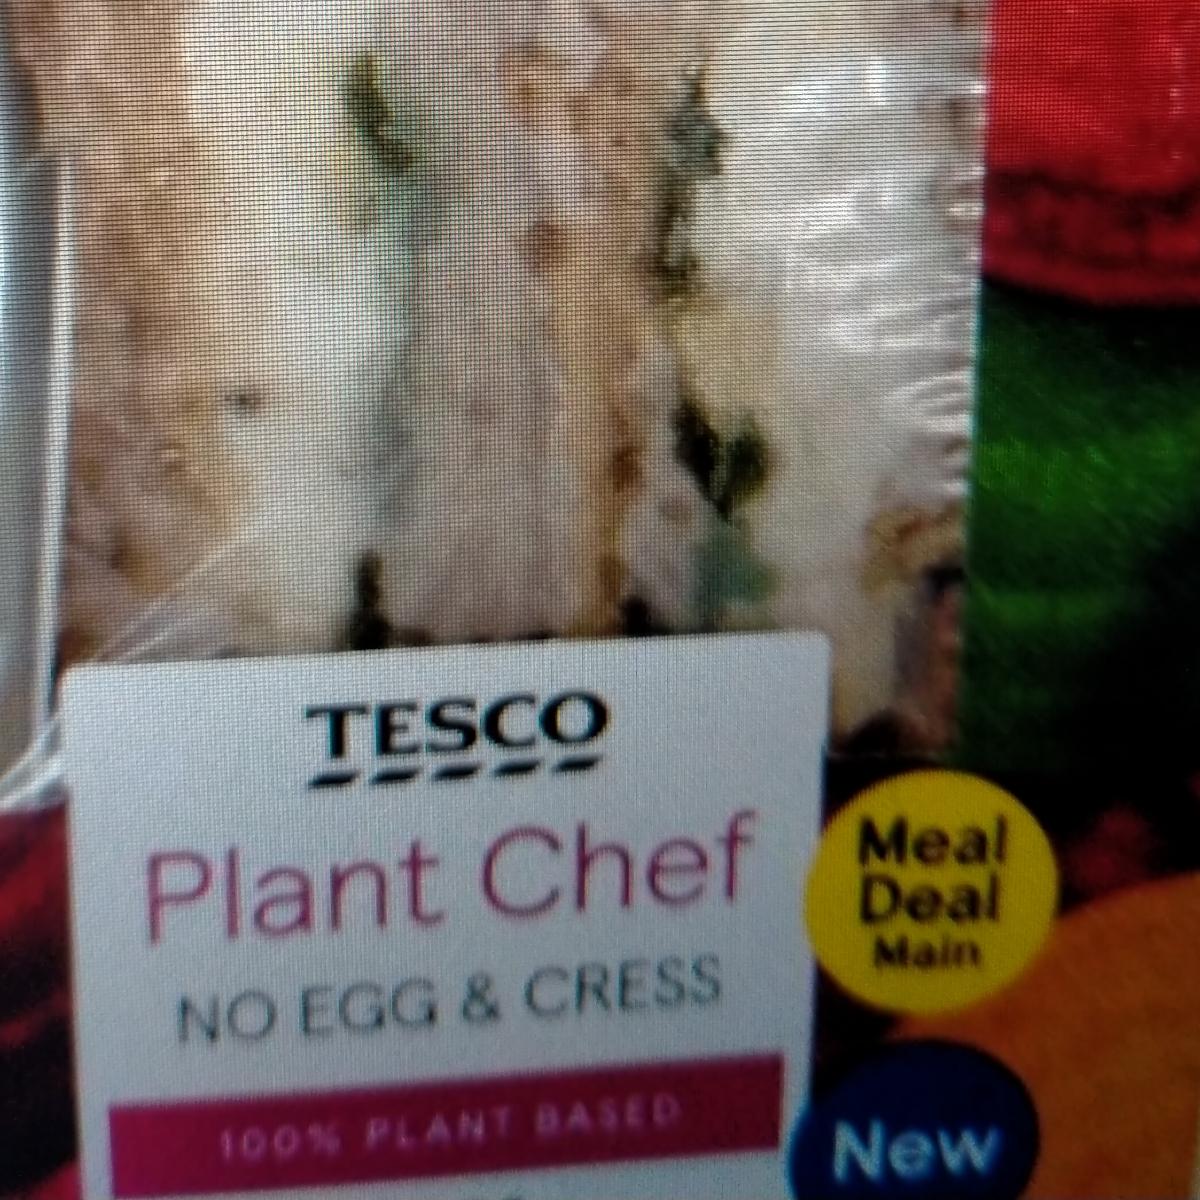 TESCO
Plant Chef
NO EGG & CRESS
100% PLANT BASED
Meal
Deal
Main
New